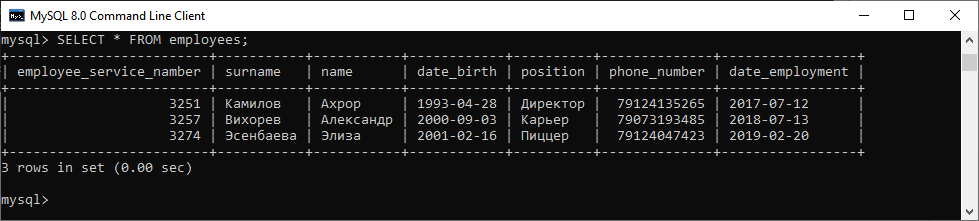 MySQL 8.0 Command Line Client
mysql> SELECT * FROM employees;
+-------------------------+-----------+-----------+------------+----------+--------------+-----------------+
| employee_service_namber | surname   | name      | date_birth | position | phone_number | date_employment |
+-------------------------+-----------+-----------+------------+----------+--------------+-----------------+
|                    3251 | Камилов   | Ахрор     | 1993-04-28 | Директор |  79124135265 | 2017-07-12      |
|                    3257 | Вихорев   | Александр | 2000-09-03 | Карьер   |  79073193485 | 2018-07-13      |
|                    3274 | Эсенбаева | Элиза     | 2001-02-16 | Пиццер   |  79124047423 | 2019-02-20      |
+-------------------------+-----------+-----------+------------+----------+--------------+-----------------+
3 rows in set (0.00 sec)
mysql>